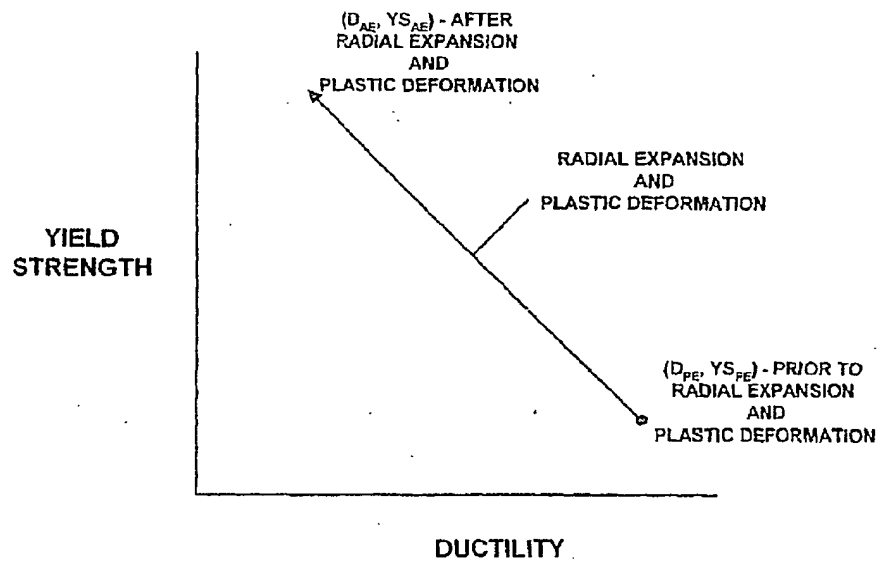 (D_AE, YS_AE) - AFTER
RADIAL EXPANSION
AND
PLASTIC DEFORMATION
RADIAL EXPANSION
AND
PLASTIC DEFORMATION
YIELD
STRENGTH
(D_PE, YS_PE) - PRIOR TO
RADIAL EXPANSION
AND
PLASTIC DEFORMATION
DUCTILITY